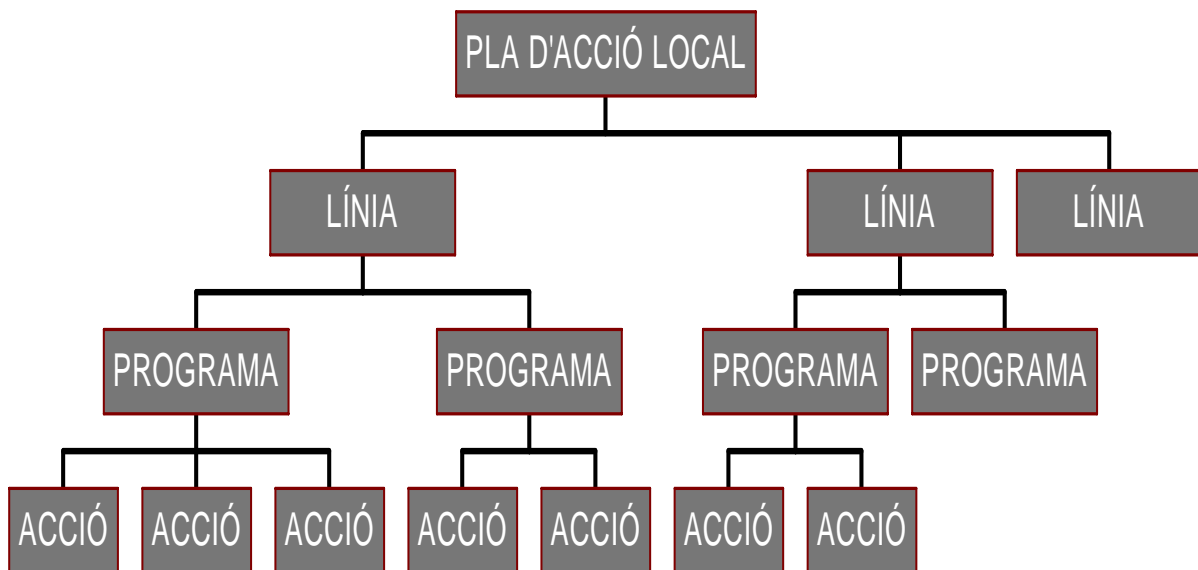 PLA D'ACCIÓ LOCAL
LÍNIA
LÍNIA
LÍNIA
PROGRAMA
PROGRAMA
PROGRAMA
PROGRAMA
ACCIÓ
ACCIÓ
ACCIÓ
ACCIÓ
ACCIÓ
ACCIÓ
ACCIÓ